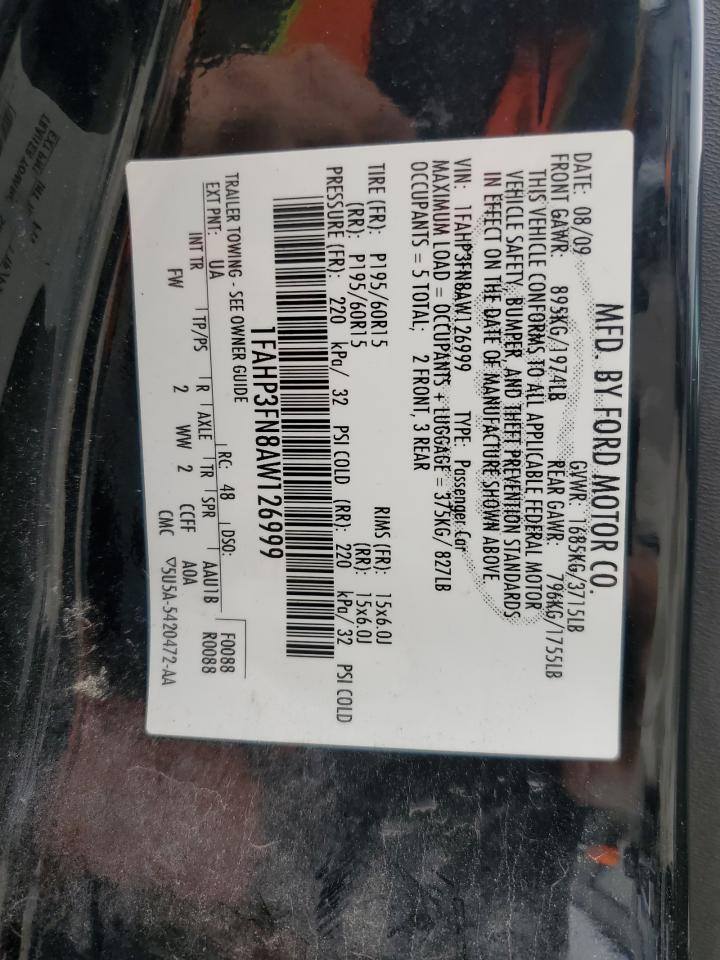 MFD. BY FORD MOTOR CO.
DATE: 08/09 GVWR: 1685KG/3715LB
FRONT GAWR: 895KG/1974LB REAR GAWR: 796KG/1755LB
THIS VEHICLE CONFORMS TO ALL APPLICABLE FEDERAL MOTOR
VEHICLE SAFETY, BUMPER, AND THEFT PREVENTION STANDARDS
IN EFFECT ON THE DATE OF MANUFACTURE SHOWN ABOVE.
VIN: 1FAHP3FN8AW126999 TYPE: Passenger Car
MAXIMUM LOAD = OCCUPANTS + LUGGAGE = 375KG/827LB
OCCUPANTS = 5 TOTAL; 2 FRONT, 3 REAR
TIRE (FR): P195/60R15 RIMS (FR): 15x6.0J
(RR): P195/60R15 (RR): 15x6.0J
PRESSURE (FR): 220 kPa/ 32 PSI COLD (RR): 220 kPa/32 PSI COLD
1FAHP3FN8AW126999
TRAILER TOWING - SEE OWNER GUIDE
EXT PNT: UA RC: 48 DSO: F0088
R0088
INT TR TP/PS R AXLE TR SPR AAU1B
FW 2 WW 2 CCFF AOA
CMC ▽5U5A-5420472-AA